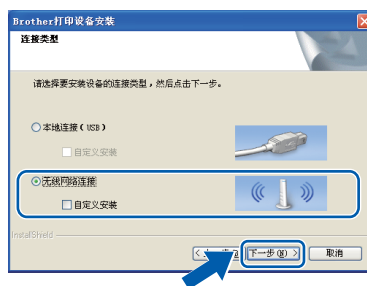 Brother打印设备安装
连接类型
请选择要安装设备的连接类型，然后点击下一步。
本地连接（USB）
自定义安装
无线网络连接
自定义安装
InstallShield
下一步(N) > 取消